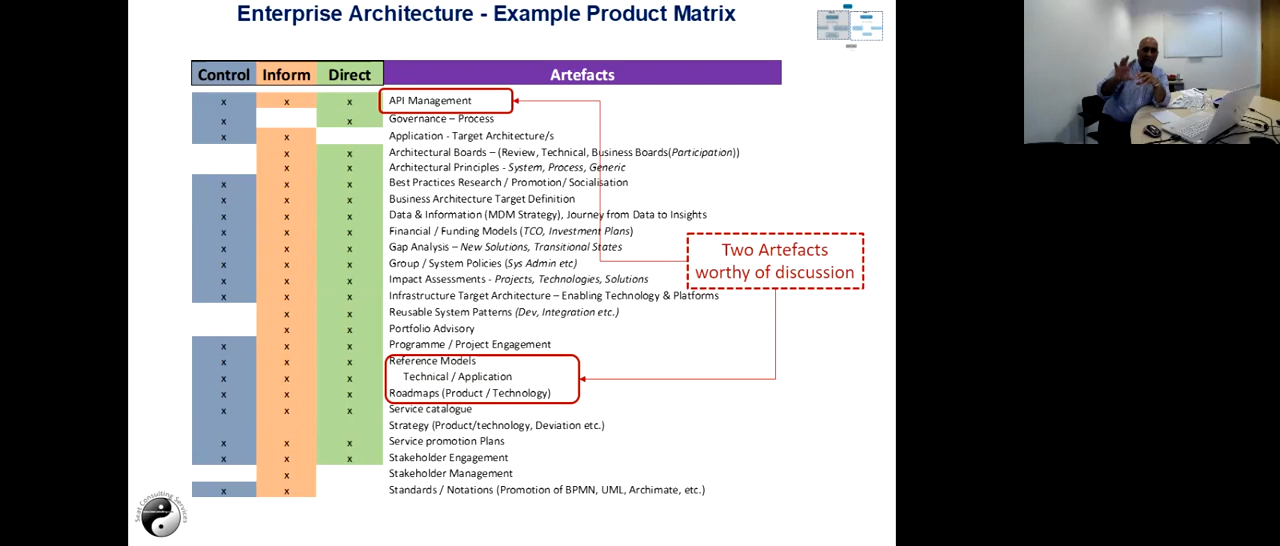 Enterprise Architecture - Example Product Matrix
Control Inform Direct Artefacts
x x x API Management
x x Governance – Process
x x Application - Target Architecture/s
x x Architectural Boards – (Review, Technical, Business Boards(Participation))
x x Architectural Principles - System, Process, Generic
x x x Best Practices Research / Promotion/ Socialisation
x x x Business Architecture Target Definition
x x x Data & Information (MDM Strategy), Journey from Data to Insights
x x x Financial / Funding Models (TCO, Investment Plans)
x x x Gap Analysis – New Solutions, Transitional States
x x x Group / System Policies (Sys Admin etc)
x x x Impact Assessments - Projects, Technologies, Solutions
x x x Infrastructure Target Architecture – Enabling Technology & Platforms
x x Reusable System Patterns (Dev, Integration etc.)
x x Portfolio Advisory
x x x Programme / Project Engagement
x x x Reference Models
x x x Technical / Application
x x x Roadmaps (Product / Technology)
x x x Service catalogue
Strategy (Product/technology, Deviation etc.)
x x x Service promotion Plans
x x x Stakeholder Engagement
x Stakeholder Management
x x Standards / Notations (Promotion of BPMN, UML, Archimate, etc.)
Two Artefacts
worthy of discussion
Seat Consulting Services